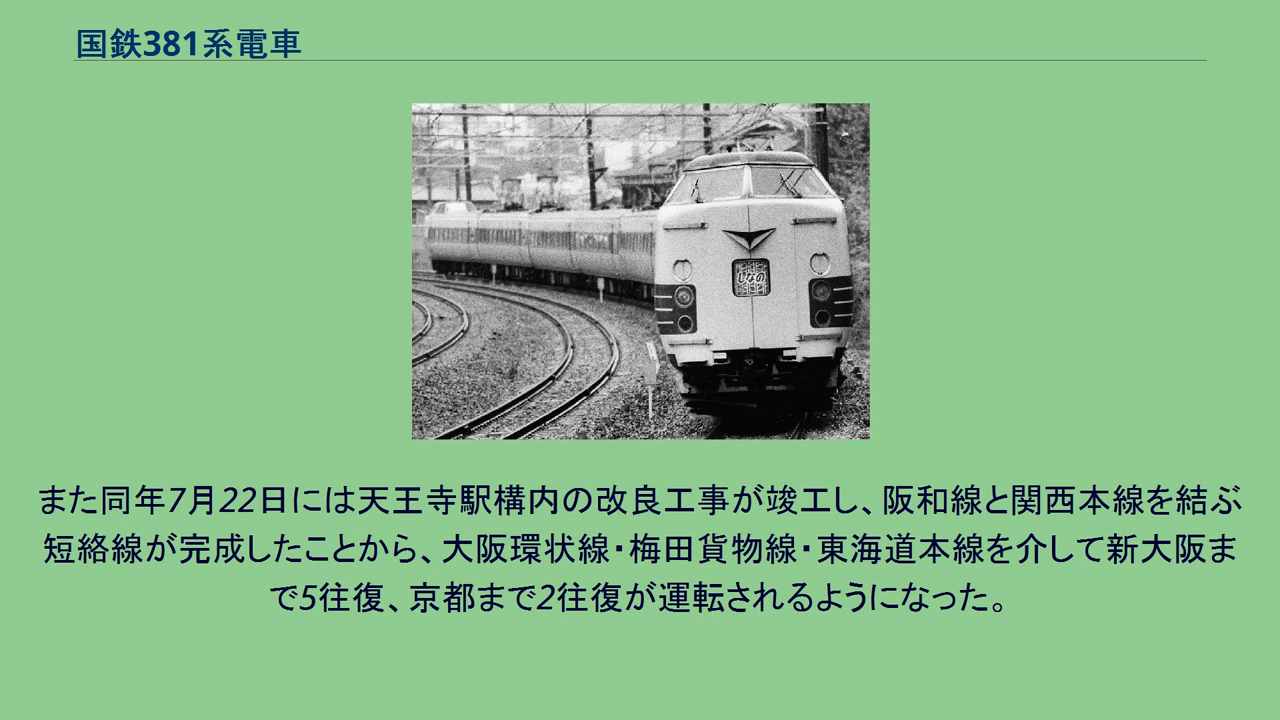 国鉄381系電車
しなの
また同年7月22日には天王寺駅構内の改良工事が竣工し、阪和線と関西本線を結ぶ
短絡線が完成したことから、大阪環状線・梅田貨物線・東海道本線を介して新大阪ま
で5往復、京都まで2往復が運転されるようになった。